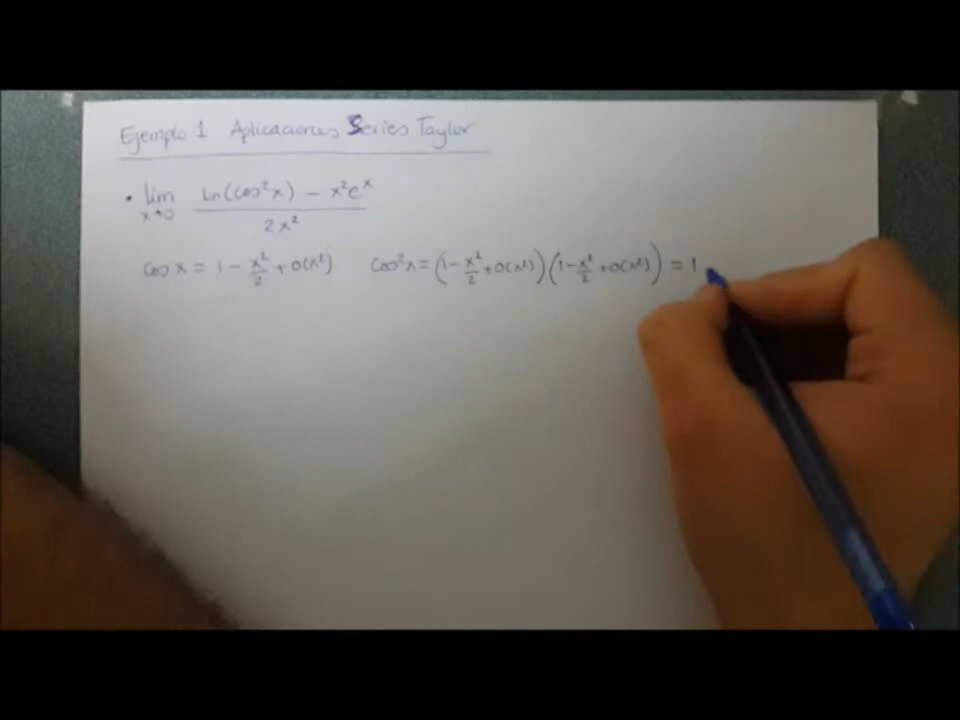 Ejemplo 1 Aplicaciones Series Taylor
• lim x→0 (Ln(cos²x) - x²eˣ) / 2x²
cos x = 1 - x²/2 + o(x²) cos²x = (1 - x²/2 + o(x²))(1 - x²/2 + o(x²)) = 1